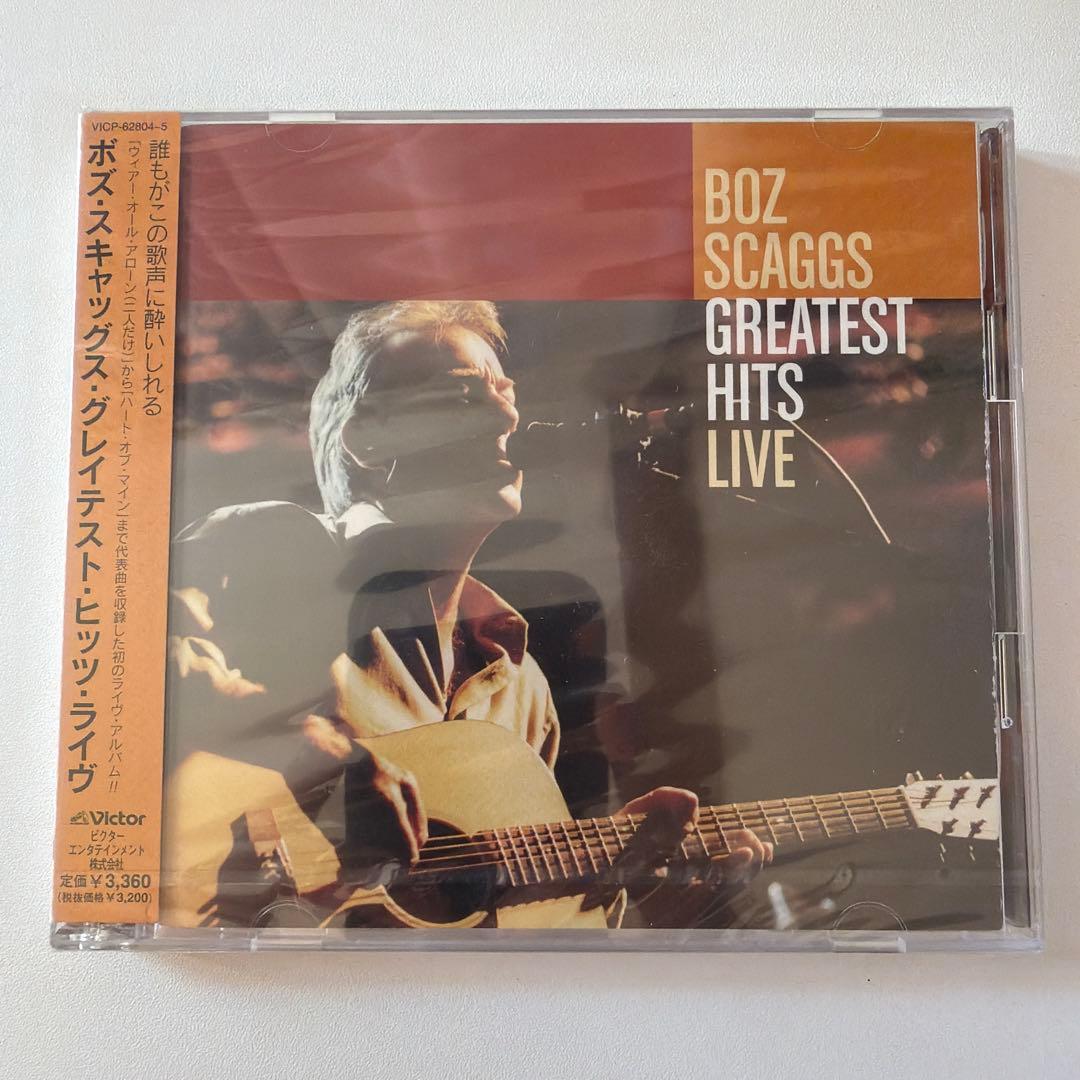 VICP-62804~5
誰もがこの歌声に酔いしれる
「ウィアー・オール・アローン(二人だけ)」から「ハート・オブ・マイン」まで代表曲を収録した初のライヴ・アルバム!!
ボズ・スキャッグス・グレイテスト・ヒッツ・ライヴ
Victor
ビクター
エンタテインメント
株式会社
定価¥3,360
(税抜価格¥3,200)
BOZ
SCAGGS
GREATEST
HITS
LIVE